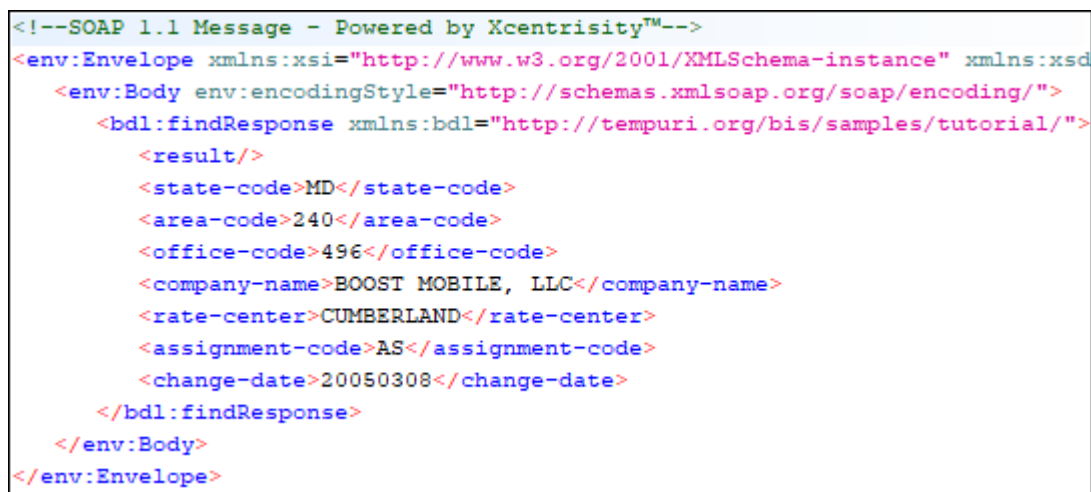 <!--SOAP 1.1 Message - Powered by Xcentrisity™-->
<env:Envelope xmlns:xsi="http://www.w3.org/2001/XMLSchema-instance" xmlns:xsd
<env:Body env:encodingStyle="http://schemas.xmlsoap.org/soap/encoding/">
<bdl:findResponse xmlns:bdl="http://tempuri.org/bis/samples/tutorial/">
<result/>
<state-code>MD</state-code>
<area-code>240</area-code>
<office-code>496</office-code>
<company-name>BOOST MOBILE, LLC</company-name>
<rate-center>CUMBERLAND</rate-center>
<assignment-code>AS</assignment-code>
<change-date>20050308</change-date>
</bdl:findResponse>
</env:Body>
</env:Envelope>